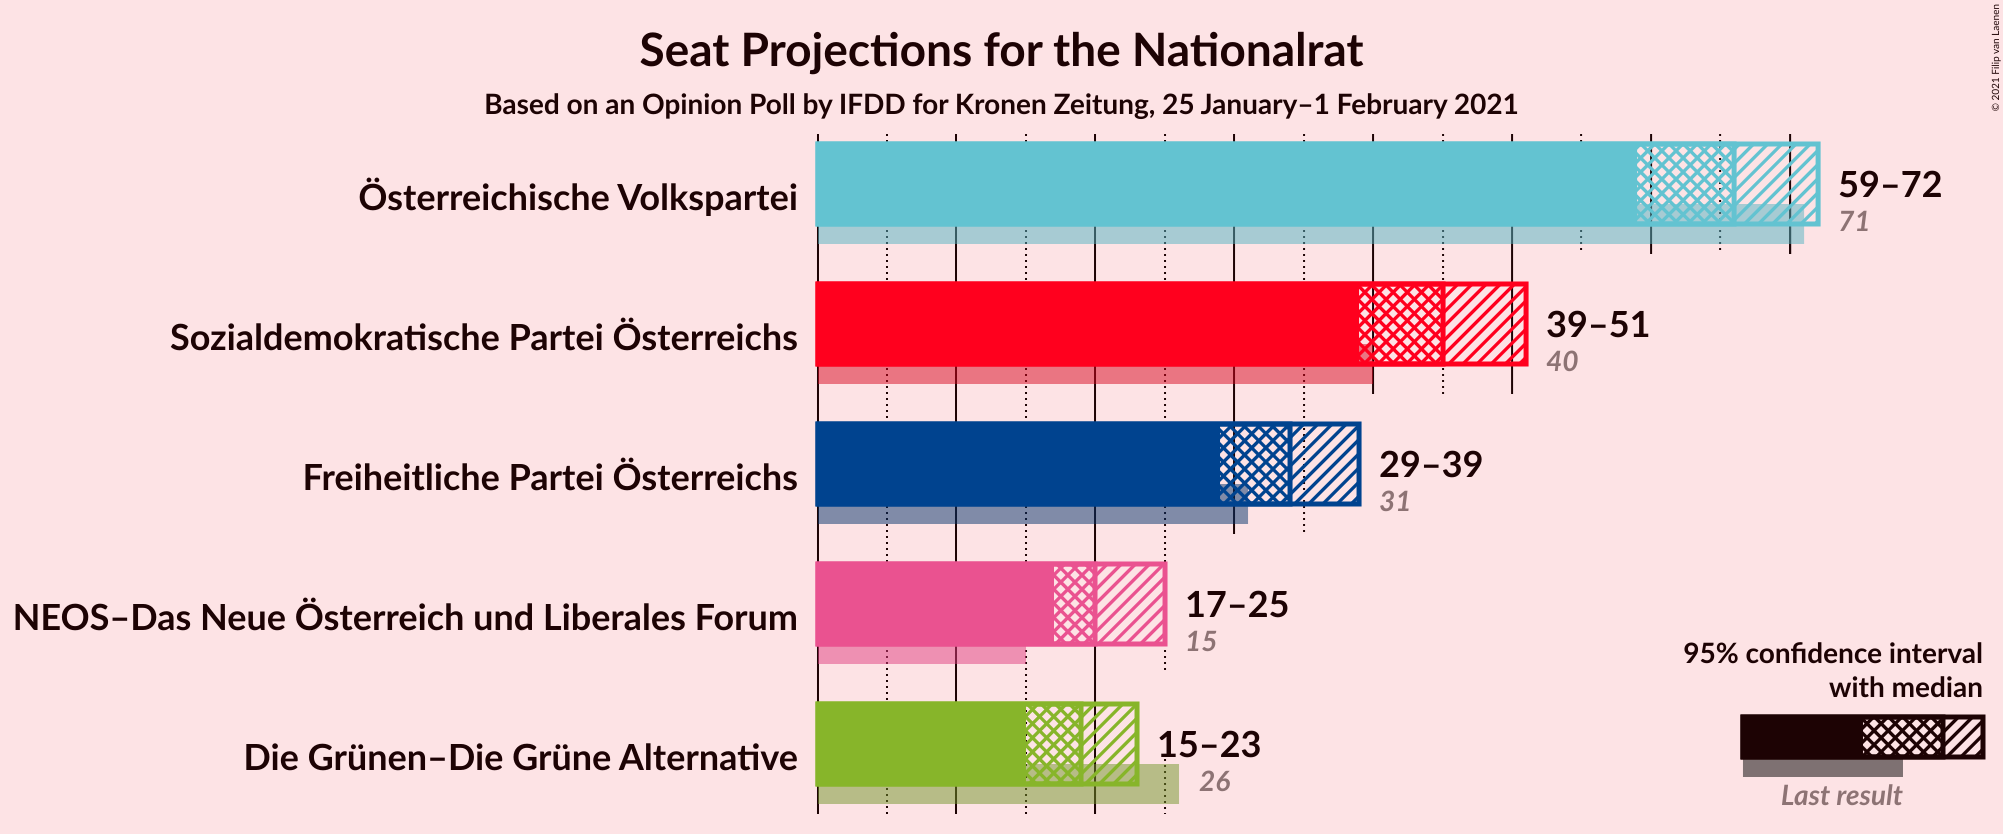 Seat Projections for the Nationalrat
Based on an Opinion Poll by IFDD for Kronen Zeitung, 25 January–1 February 2021
© 2021 Filip van Laenen
Österreichische Volkspartei
59–72
71
Sozialdemokratische Partei Österreichs
39–51
40
Freiheitliche Partei Österreichs
29–39
31
NEOS–Das Neue Österreich und Liberales Forum
17–25
15
Die Grünen–Die Grüne Alternative
15–23
26
95% confidence interval
with median
Last result